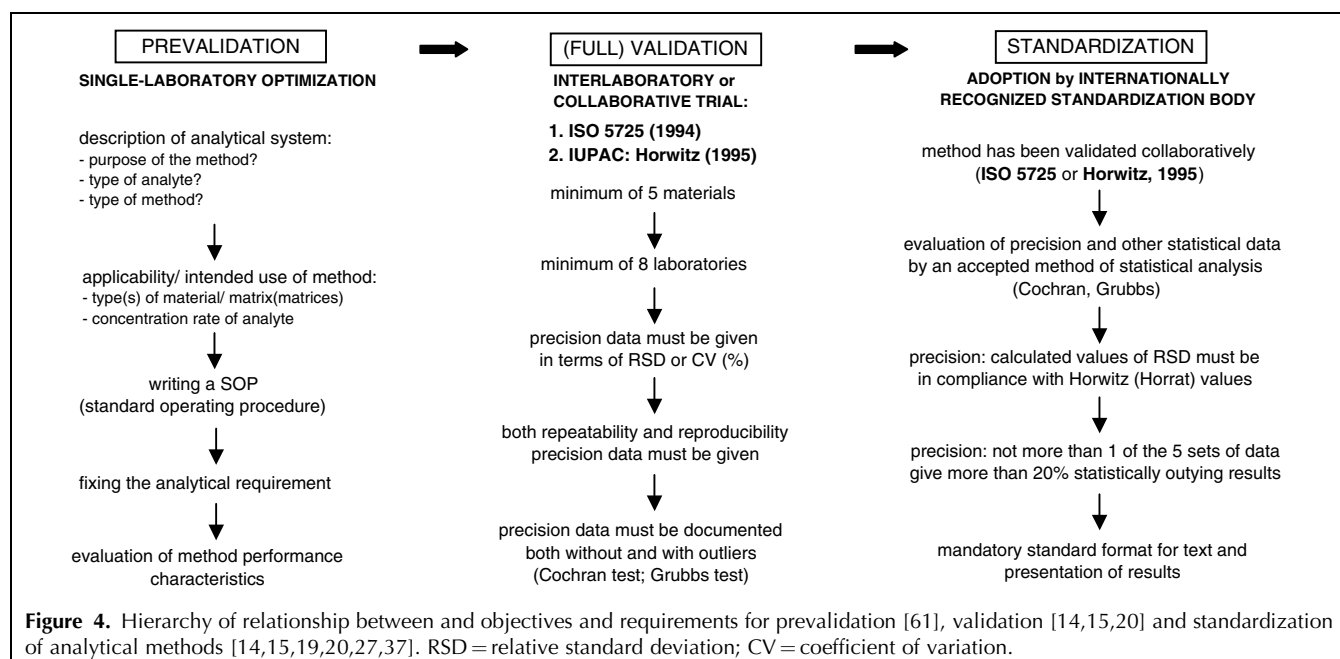 PREVALIDATION
SINGLE-LABORATORY OPTIMIZATION
description of analytical system:
- purpose of the method?
- type of analyte?
- type of method?
applicability/ intended use of method:
- type(s) of material/ matrix(matrices)
- concentration rate of analyte
writing a SOP
(standard operating procedure)
fixing the analytical requirement
evaluation of method performance
characteristics
(FULL) VALIDATION
INTERLABORATORY or
COLLABORATIVE TRIAL:
1. ISO 5725 (1994)
2. IUPAC: Horwitz (1995)
minimum of 5 materials
minimum of 8 laboratories
precision data must be given
in terms of RSD or CV (%)
both repeatability and reproducibility
precision data must be given
precision data must be documented
both without and with outliers
(Cochran test; Grubbs test)
STANDARDIZATION
ADOPTION by INTERNATIONALLY
RECOGNIZED STANDARDIZATION BODY
method has been validated collaboratively
(ISO 5725 or Horwitz, 1995)
evaluation of precision and other statistical data
by an accepted method of statistical analysis
(Cochran, Grubbs)
precision: calculated values of RSD must be
in compliance with Horwitz (Horrat) values
precision: not more than 1 of the 5 sets of data
give more than 20% statistically outying results
mandatory standard format for text and
presentation of results
Figure 4. Hierarchy of relationship between and objectives and requirements for prevalidation [61], validation [14,15,20] and standardization
of analytical methods [14,15,19,20,27,37]. RSD = relative standard deviation; CV = coefficient of variation.